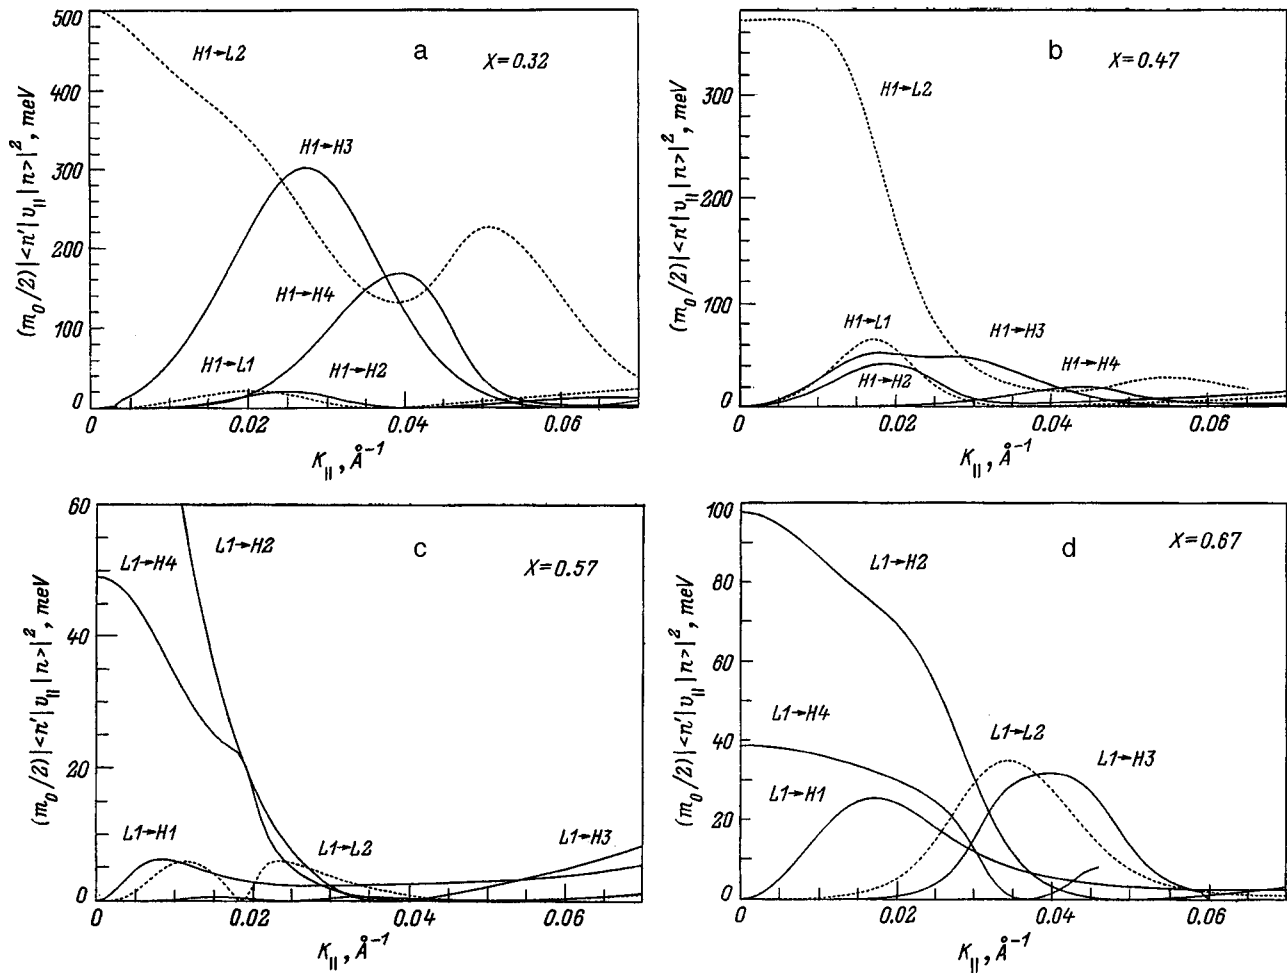 (m₀/2)|<n′|v∥|n>|², meV
500
400
300
200
100
0
H1→L2
a
X=0.32
H1→H3
H1→H4
H1→L1
H1→H2
0
0.02
0.04
0.06
K∥, Å⁻¹
(m₀/2)|<n′|v∥|n>|², meV
300
200
100
0
b
X=0.47
H1→L2
H1→L1
H1→H3
H1→H4
H1→H2
0
0.02
0.04
0.06
K∥, Å⁻¹
(m₀/2)|<n′|v∥|n>|², meV
60
40
20
0
L1→H4
L1→H2
c
X=0.57
L1→H1
L1→L2
L1→H3
0
0.02
0.04
0.06
K∥, Å⁻¹
(m₀/2)|<n′|v∥|n>|², meV
100
80
60
40
20
0
d
X=0.67
L1→H2
L1→H4
L1→L2
L1→H3
L1→H1
0
0.02
0.04
0.06
K∥, Å⁻¹